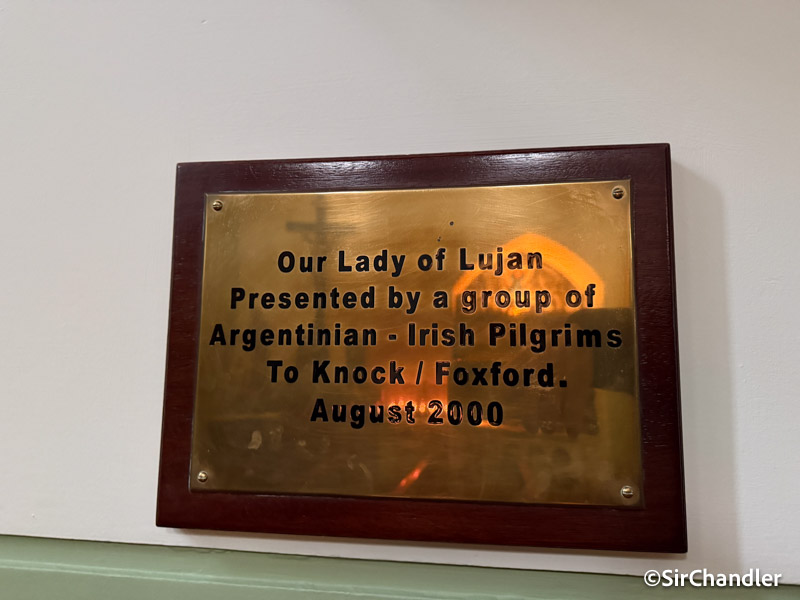 Our Lady of Lujan
Presented by a group of
Argentinian - Irish Pilgrims
To Knock / Foxford.
August 2000
©SirChandler